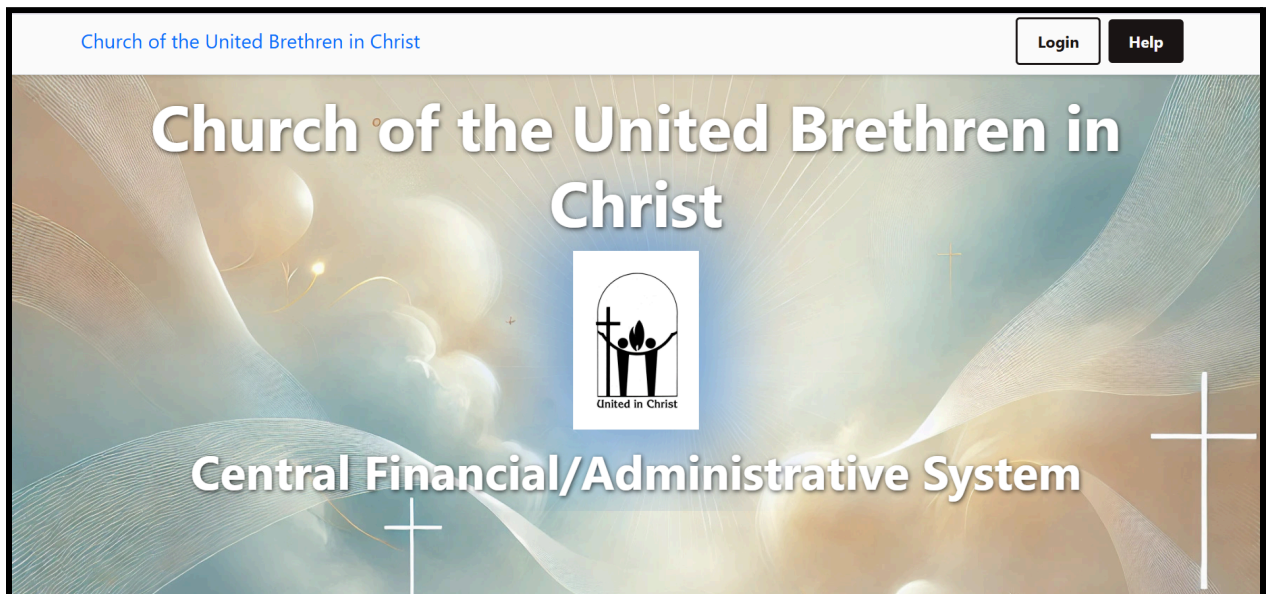 Church of the United Brethren in Christ
Login
Help
Church of the United Brethren in
Christ
United in Christ
Central Financial/Administrative System